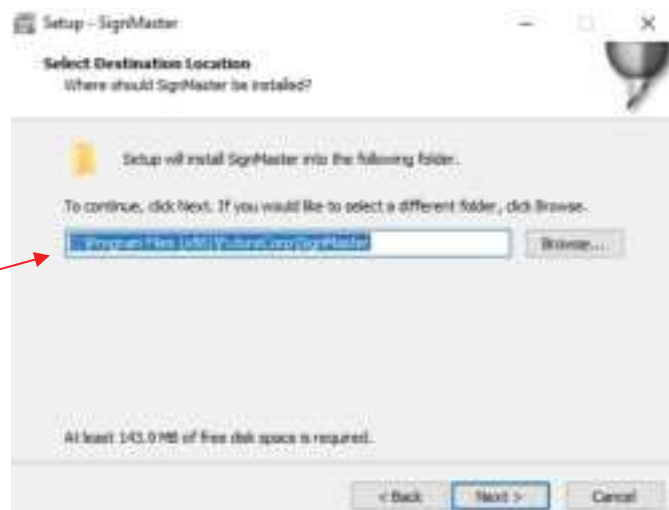 Setup - SignMaster
Select Destination Location
Where should SignMaster be installed?
Setup will install SignMaster into the following folder.
To continue, click Next. If you would like to select a different folder, click Browse.
C:\Program Files (x86)\FutureCorp\SignMaster
Browse...
At least 143.9 MB of free disk space is required.
< Back
Next >
Cancel